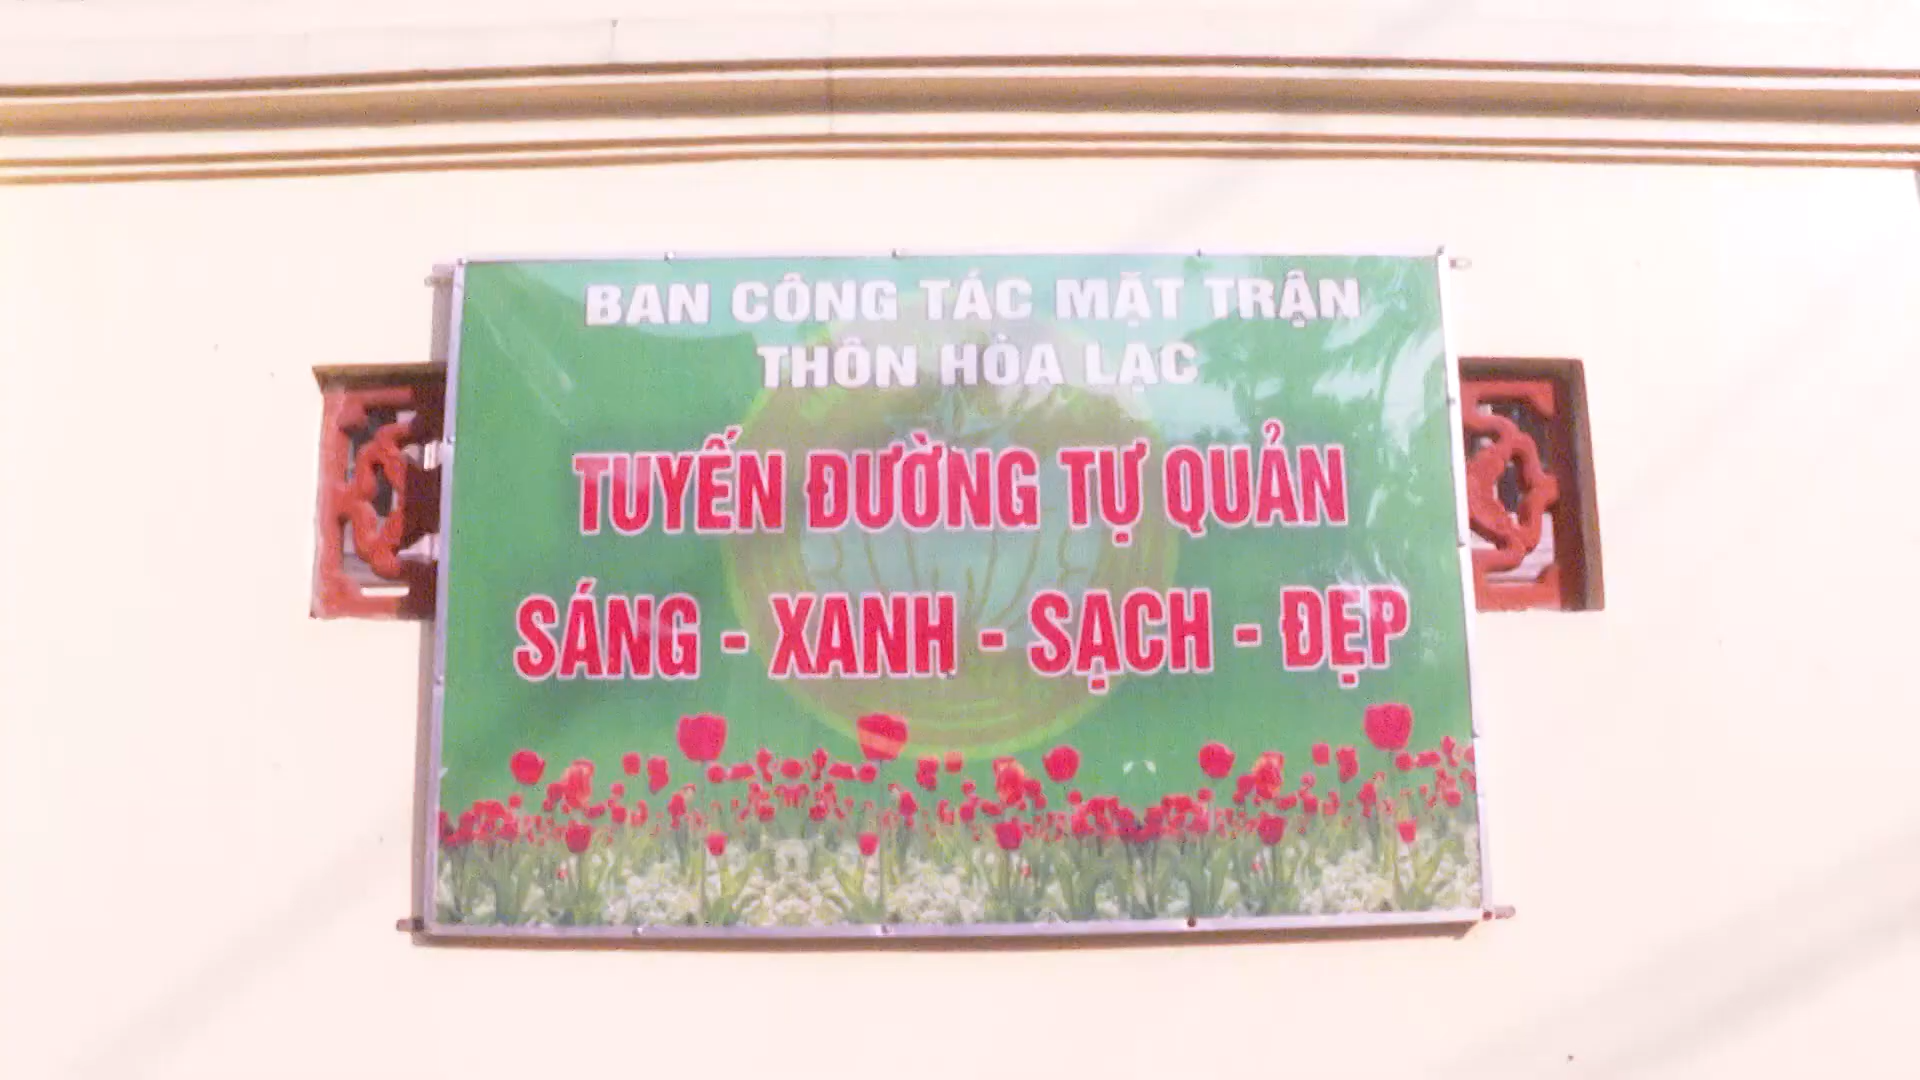 BAN CÔNG TÁC MẶT TRẬN
THÔN HÒA LẠC
TUYẾN ĐƯỜNG TỰ QUẢN
SÁNG - XANH - SẠCH - ĐẸP